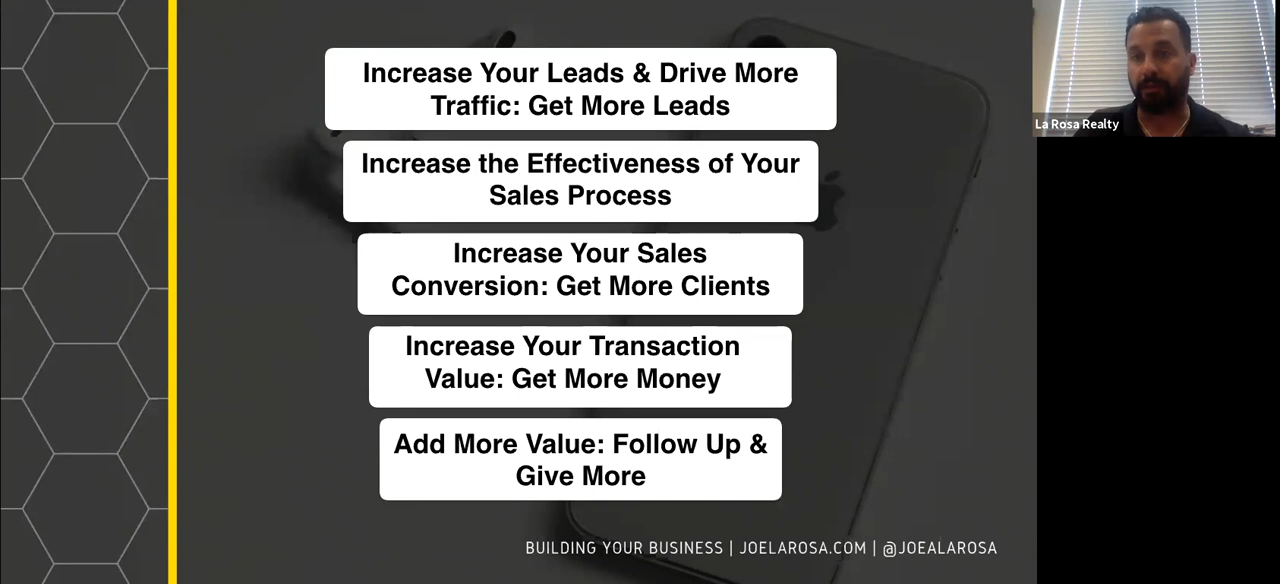 Increase Your Leads & Drive More
Traffic: Get More Leads
Increase the Effectiveness of Your
Sales Process
Increase Your Sales
Conversion: Get More Clients
Increase Your Transaction
Value: Get More Money
Add More Value: Follow Up &
Give More
BUILDING YOUR BUSINESS | JOELAROSA.COM | @JOEALAROSA
La Rosa Realty